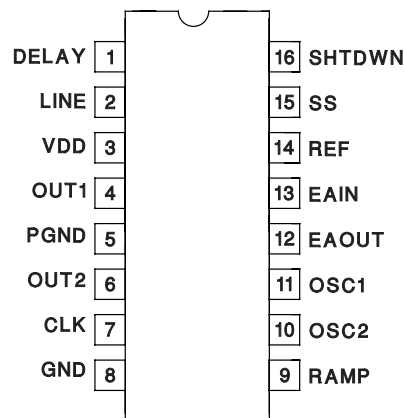 DELAY 1 16 SHTDWN
LINE 2 15 SS
VDD 3 14 REF
OUT1 4 13 EAIN
PGND 5 12 EAOUT
OUT2 6 11 OSC1
CLK 7 10 OSC2
GND 8 9 RAMP